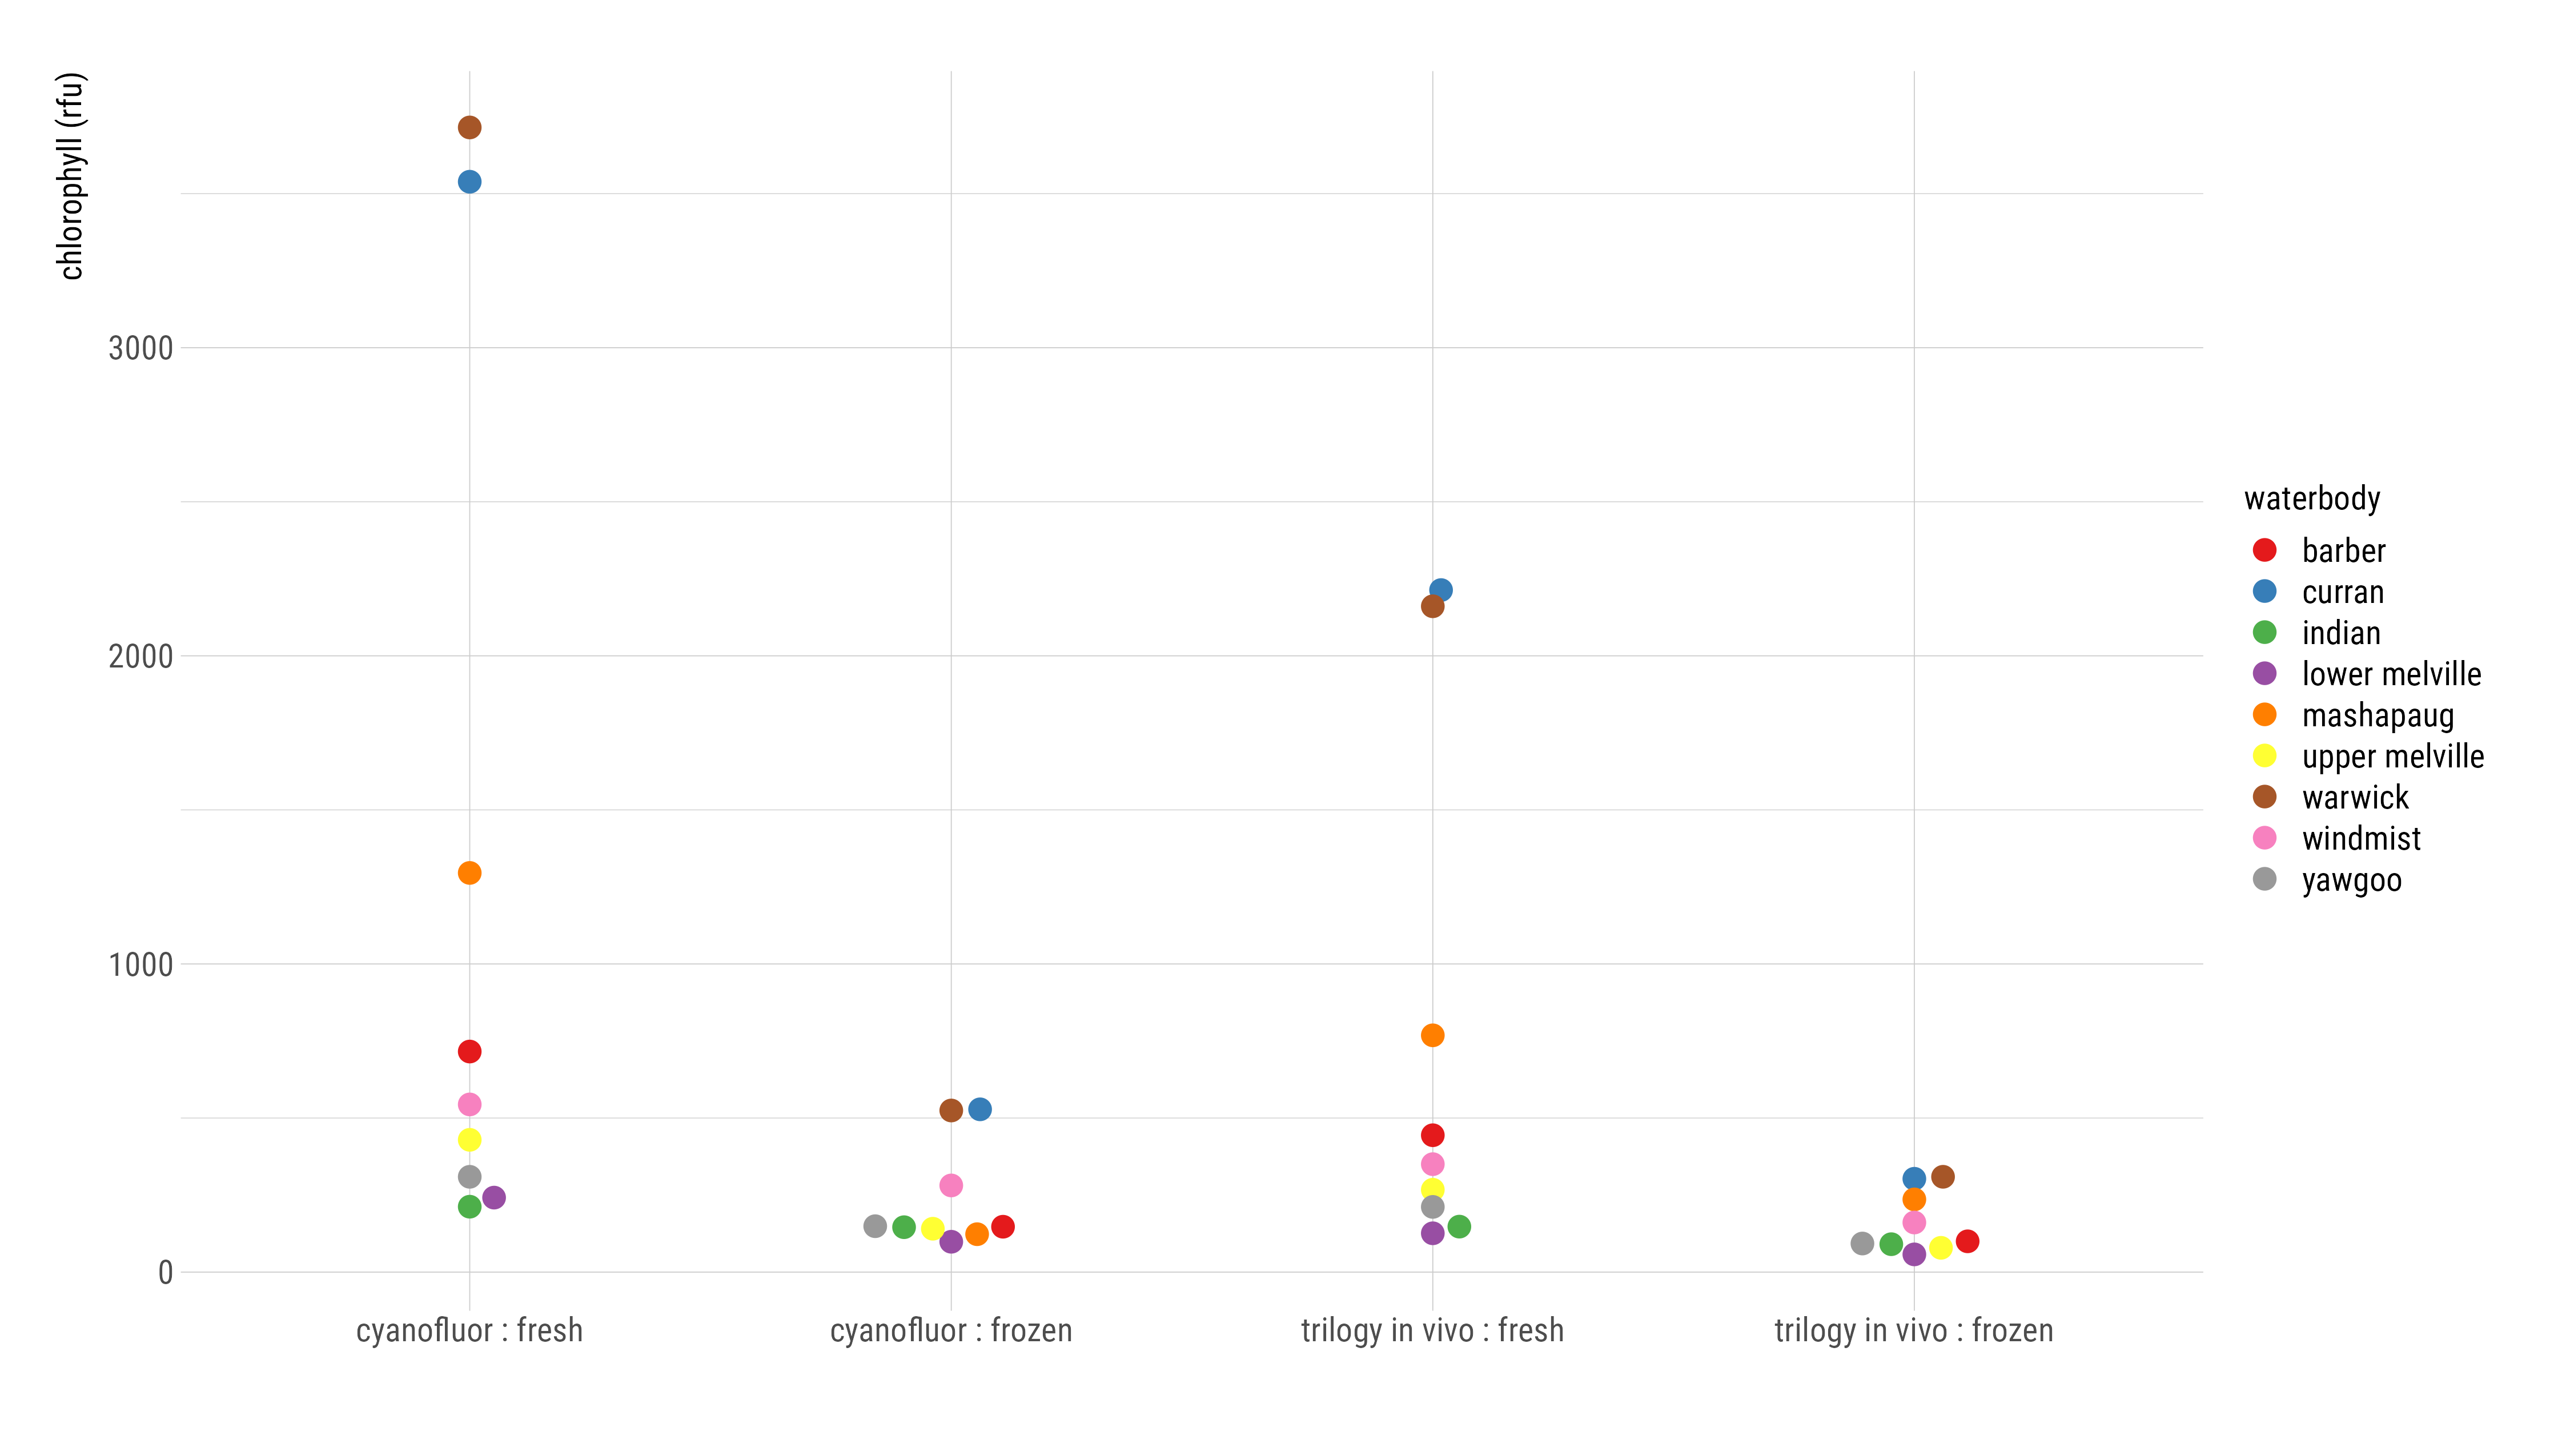 chlorophyll (rfu)
3000
2000
1000
0
cyanofluor : fresh
cyanofluor : frozen
trilogy in vivo : fresh
trilogy in vivo : frozen
waterbody
barber
curran
indian
lower melville
mashapaug
upper melville
warwick
windmist
yawgoo